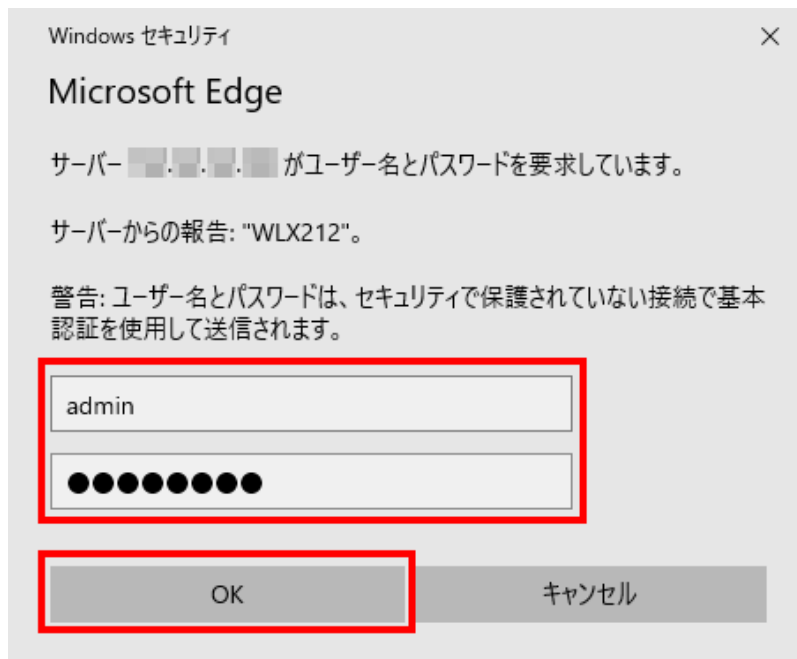 Windows セキュリティ
Microsoft Edge
サーバー . . . がユーザー名とパスワードを要求しています。
サーバーからの報告: "WLX212"。
警告: ユーザー名とパスワードは、セキュリティで保護されていない接続で基本
認証を使用して送信されます。
admin
●●●●●●●●
OK キャンセル